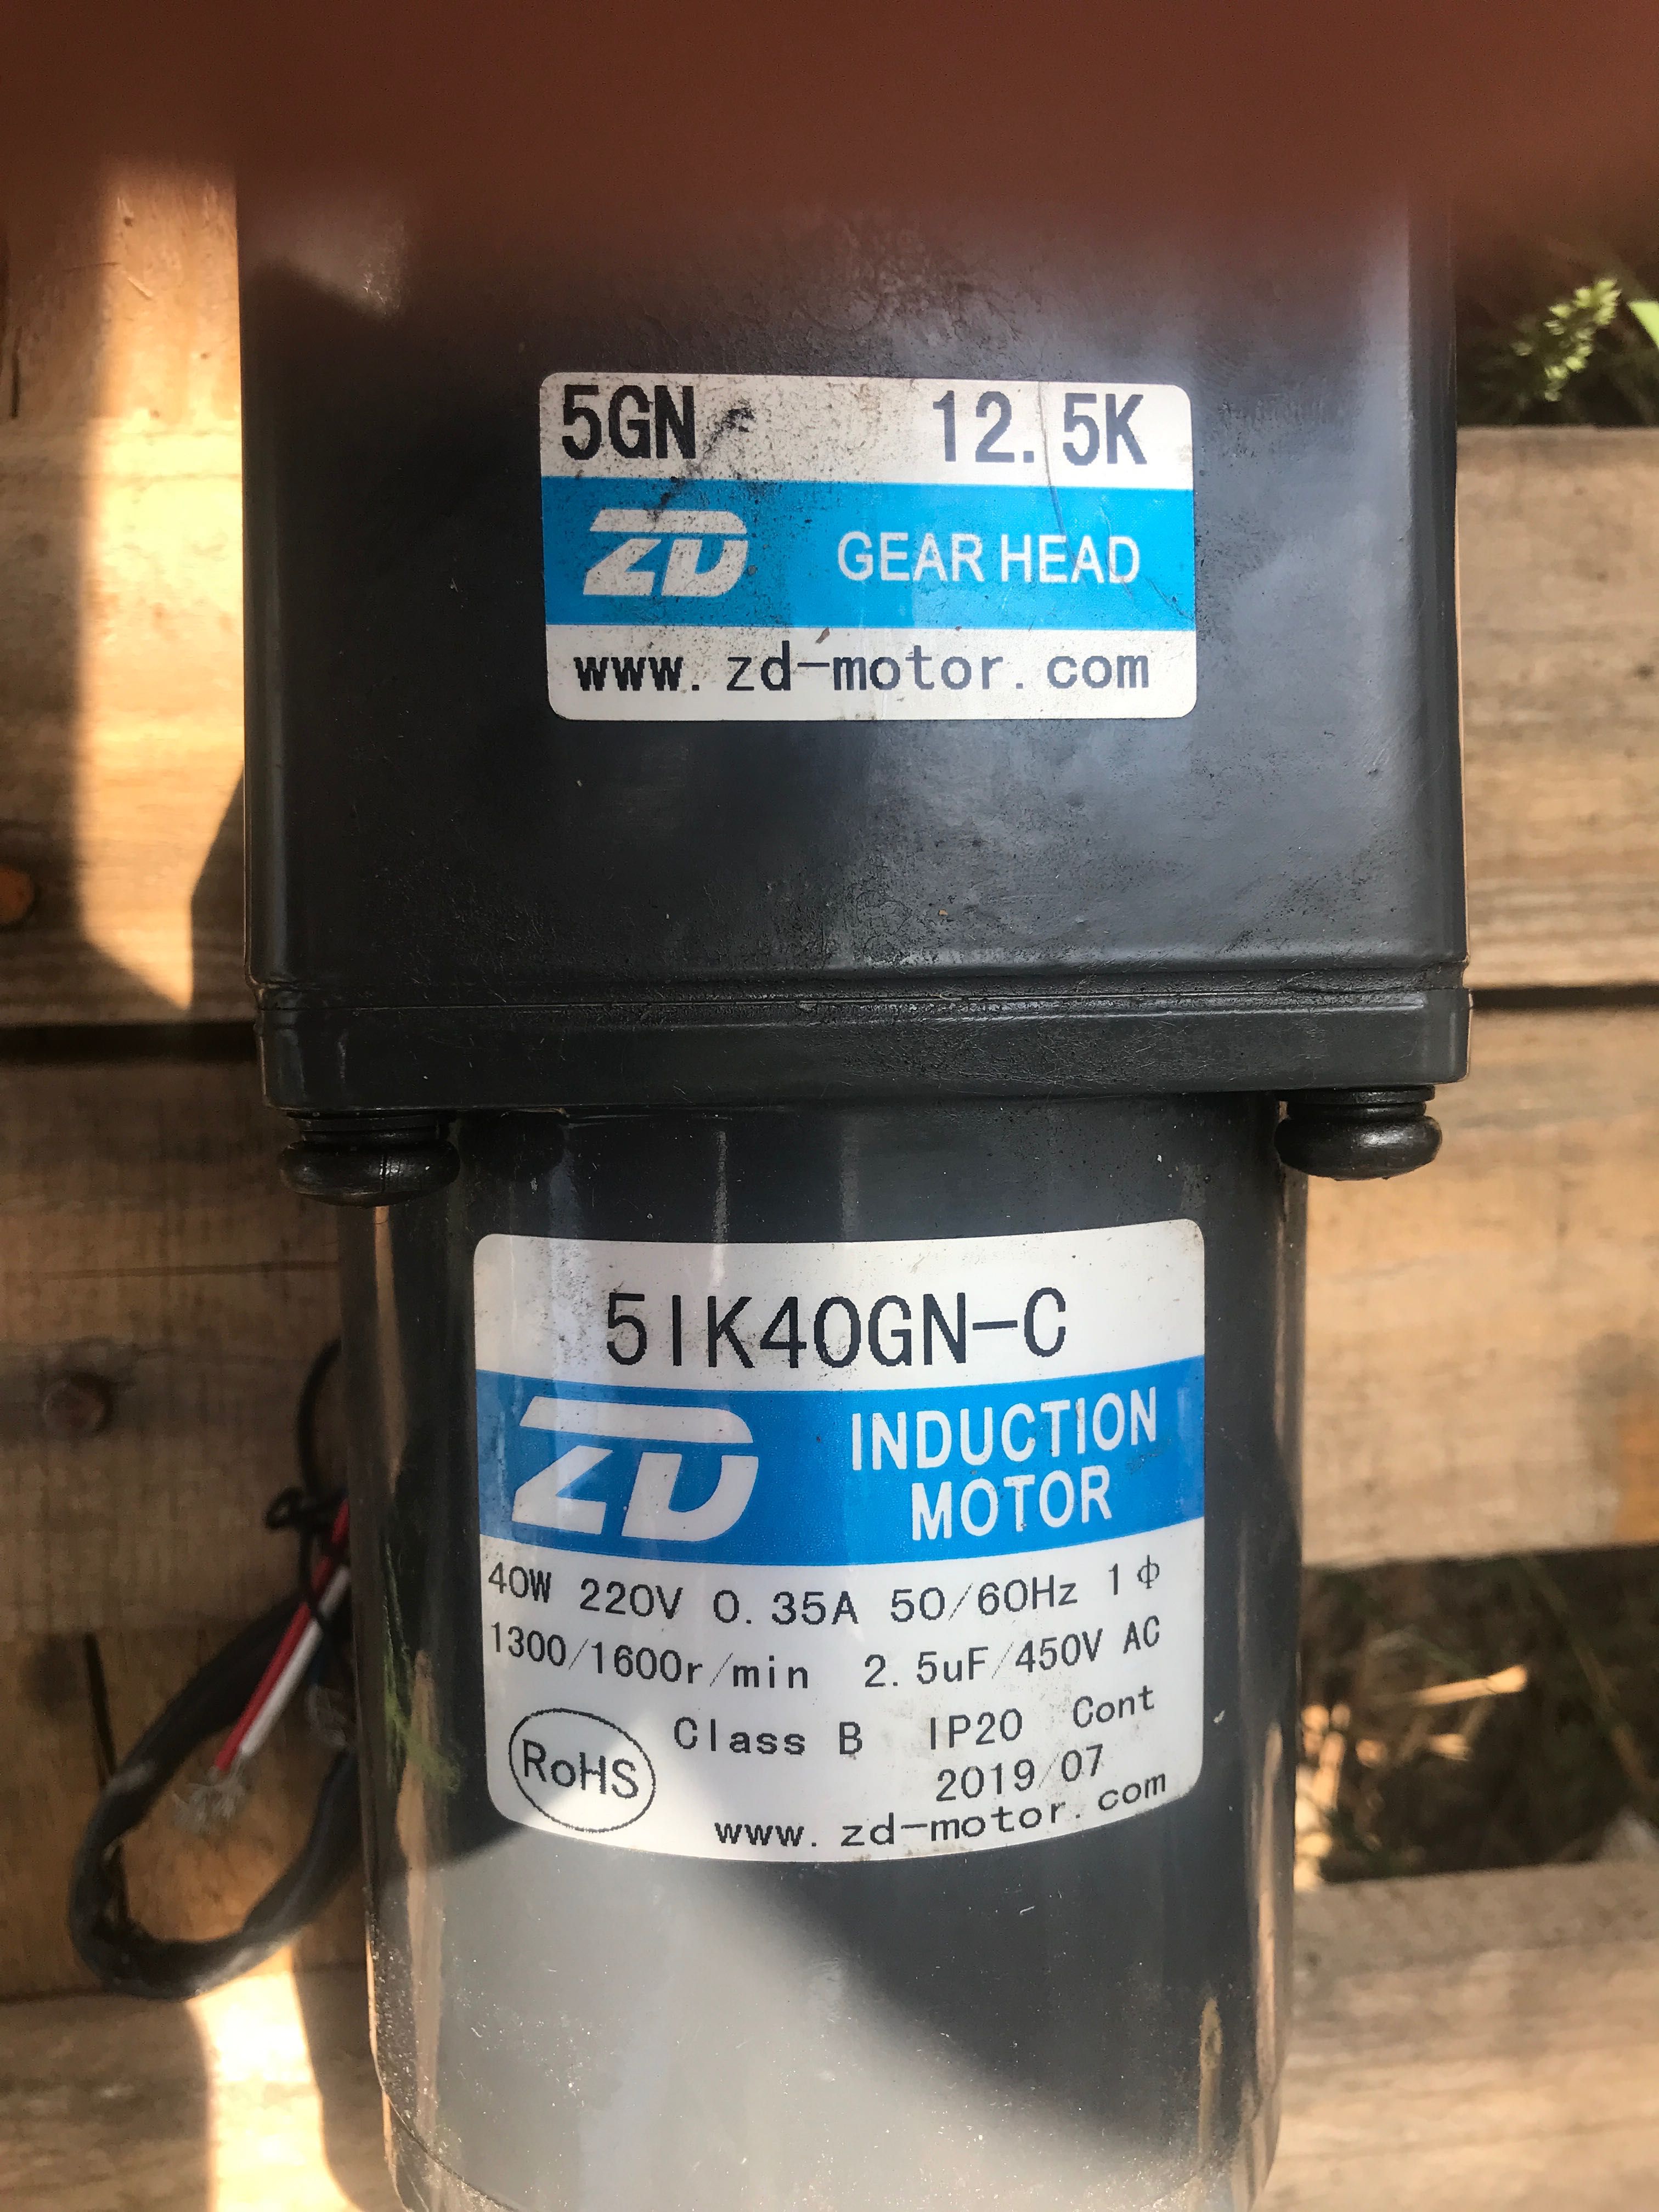 5GN 12.5K
ZD GEAR HEAD
www.zd-motor.com
5IK40GN-C
ZD INDUCTION
MOTOR
40W 220V 0.35A 50/60Hz 1Φ
1300/1600r/min 2.5uF/450V AC
RoHS Class B IP20 Cont
2019/07
www.zd-motor.com